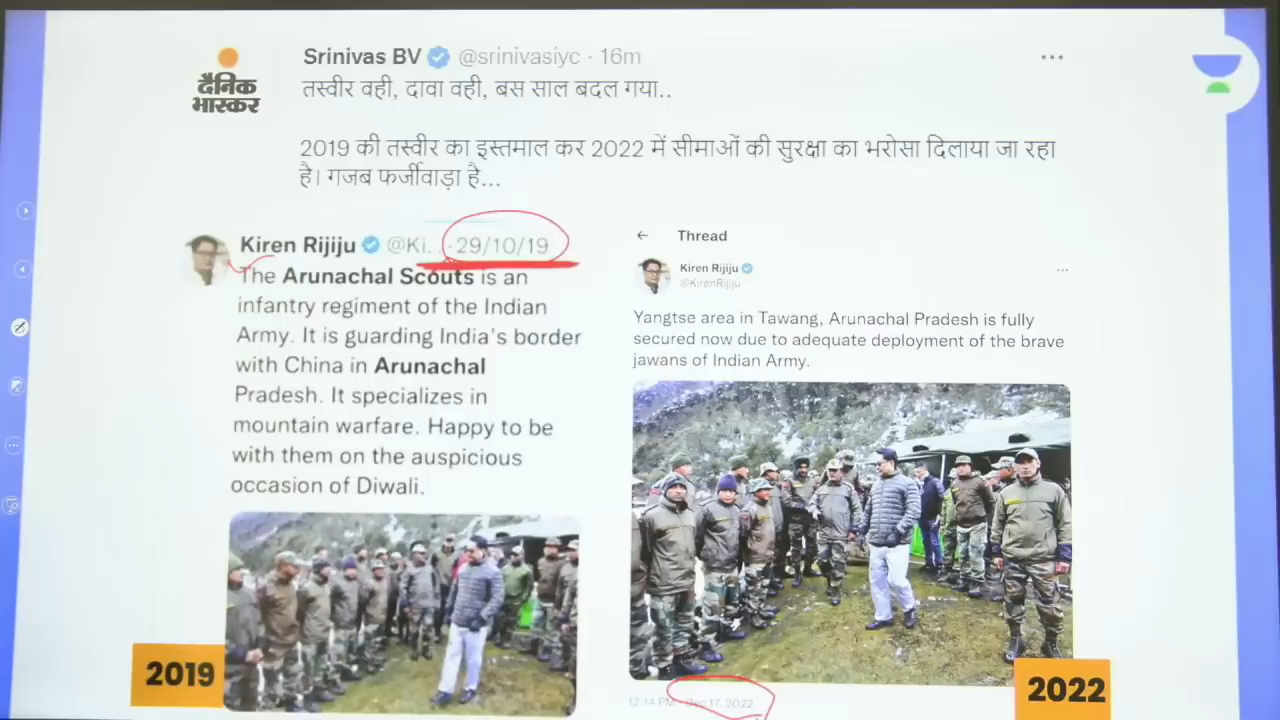 दैनिक
भास्कर
Srinivas BV @srinivasiyc · 16m
तस्वीर वही, दावा वही, बस साल बदल गया..
2019 की तस्वीर का इस्तमाल कर 2022 में सीमाओं की सुरक्षा का भरोसा दिलाया जा रहा
है। गजब फर्जीवाड़ा है...
Kiren Rijiju @Ki... · 29/10/19
The Arunachal Scouts is an
infantry regiment of the Indian
Army. It is guarding India's border
with China in Arunachal
Pradesh. It specializes in
mountain warfare. Happy to be
with them on the auspicious
occasion of Diwali.
2019
Thread
Kiren Rijiju
@KirenRijiju
Yangtse area in Tawang, Arunachal Pradesh is fully
secured now due to adequate deployment of the brave
jawans of Indian Army.
12:14 PM · Dec 17, 2022
2022